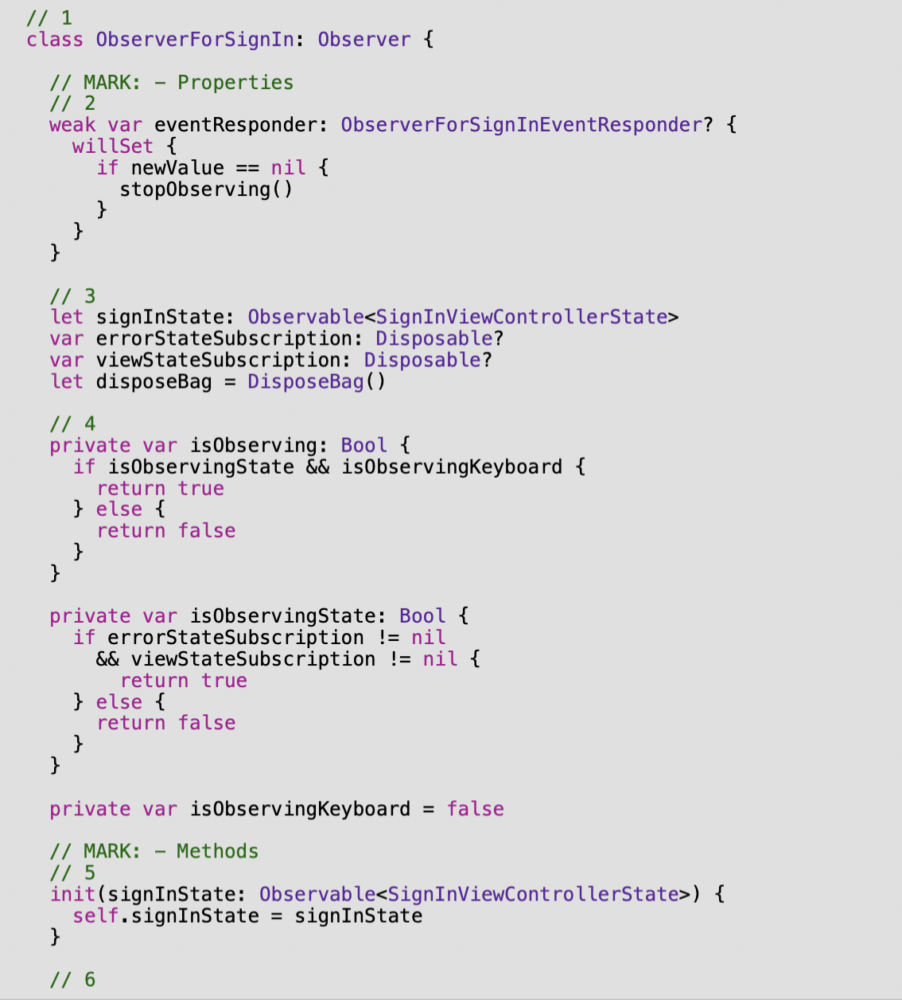 // 1
class ObserverForSignIn: Observer {
// MARK: - Properties
// 2
weak var eventResponder: ObserverForSignInEventResponder? {
willSet {
if newValue == nil {
stopObserving()
}
}
}
// 3
let signInState: Observable<SignInViewControllerState>
var errorStateSubscription: Disposable?
var viewStateSubscription: Disposable?
let disposeBag = DisposeBag()
// 4
private var isObserving: Bool {
if isObservingState && isObservingKeyboard {
return true
} else {
return false
}
}
private var isObservingState: Bool {
if errorStateSubscription != nil
&& viewStateSubscription != nil {
return true
} else {
return false
}
}
private var isObservingKeyboard = false
// MARK: - Methods
// 5
init(signInState: Observable<SignInViewControllerState>) {
self.signInState = signInState
}
// 6